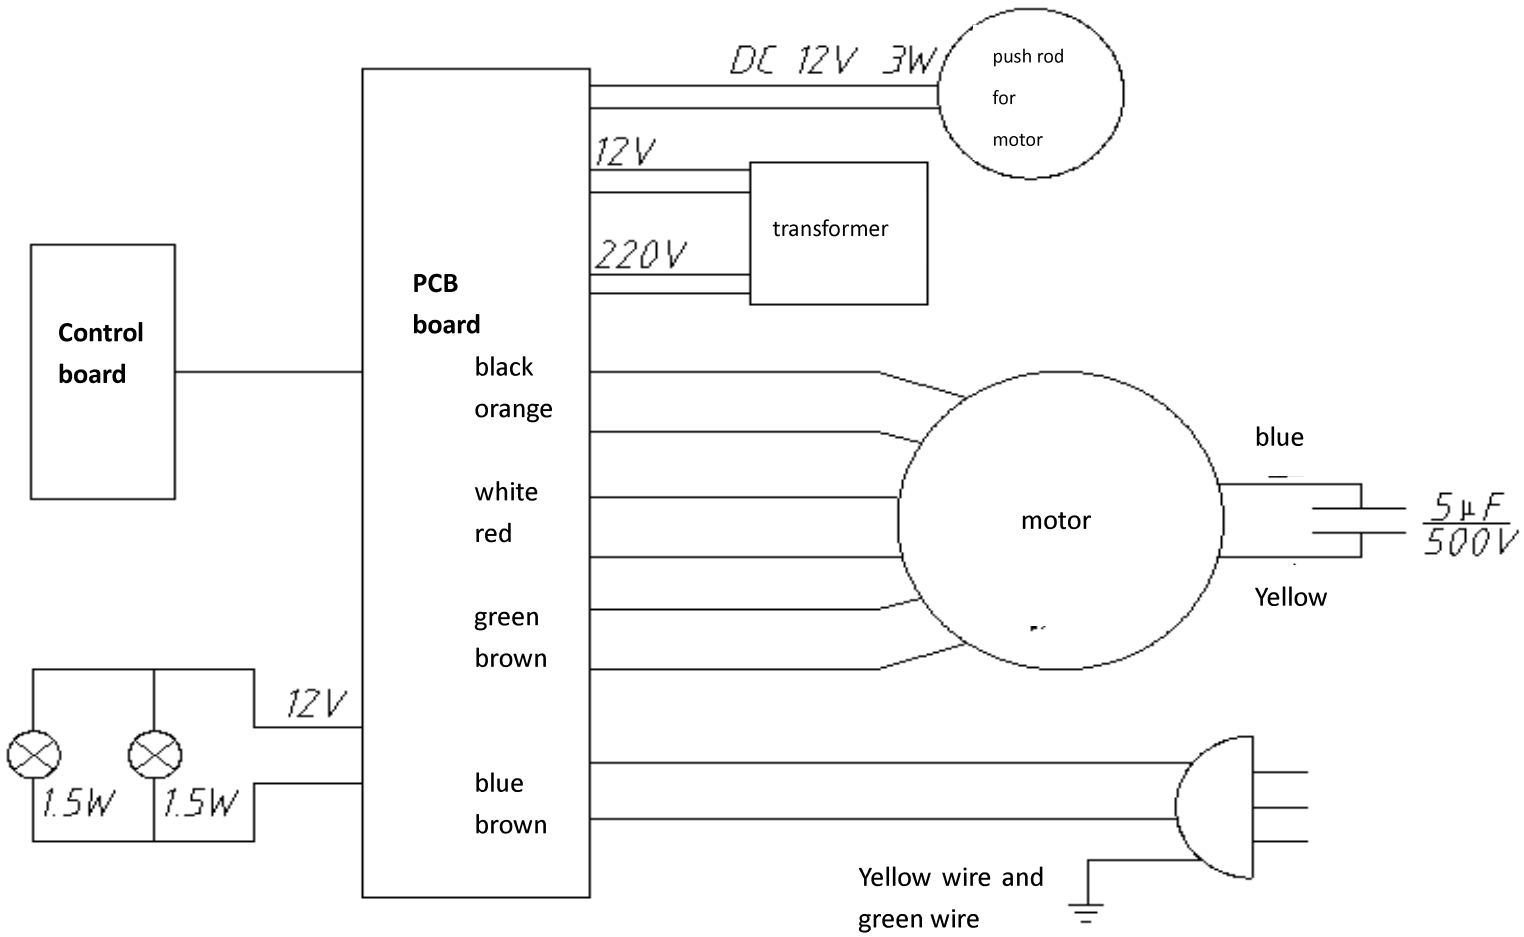 DC 12V 3W
push rod
for
motor
12V
transformer
220V
PCB
board
Control
board
black
orange
white
red
green
brown
motor
blue
5µF
500V
Yellow
12V
1.5W
1.5W
blue
brown
Yellow wire and
green wire